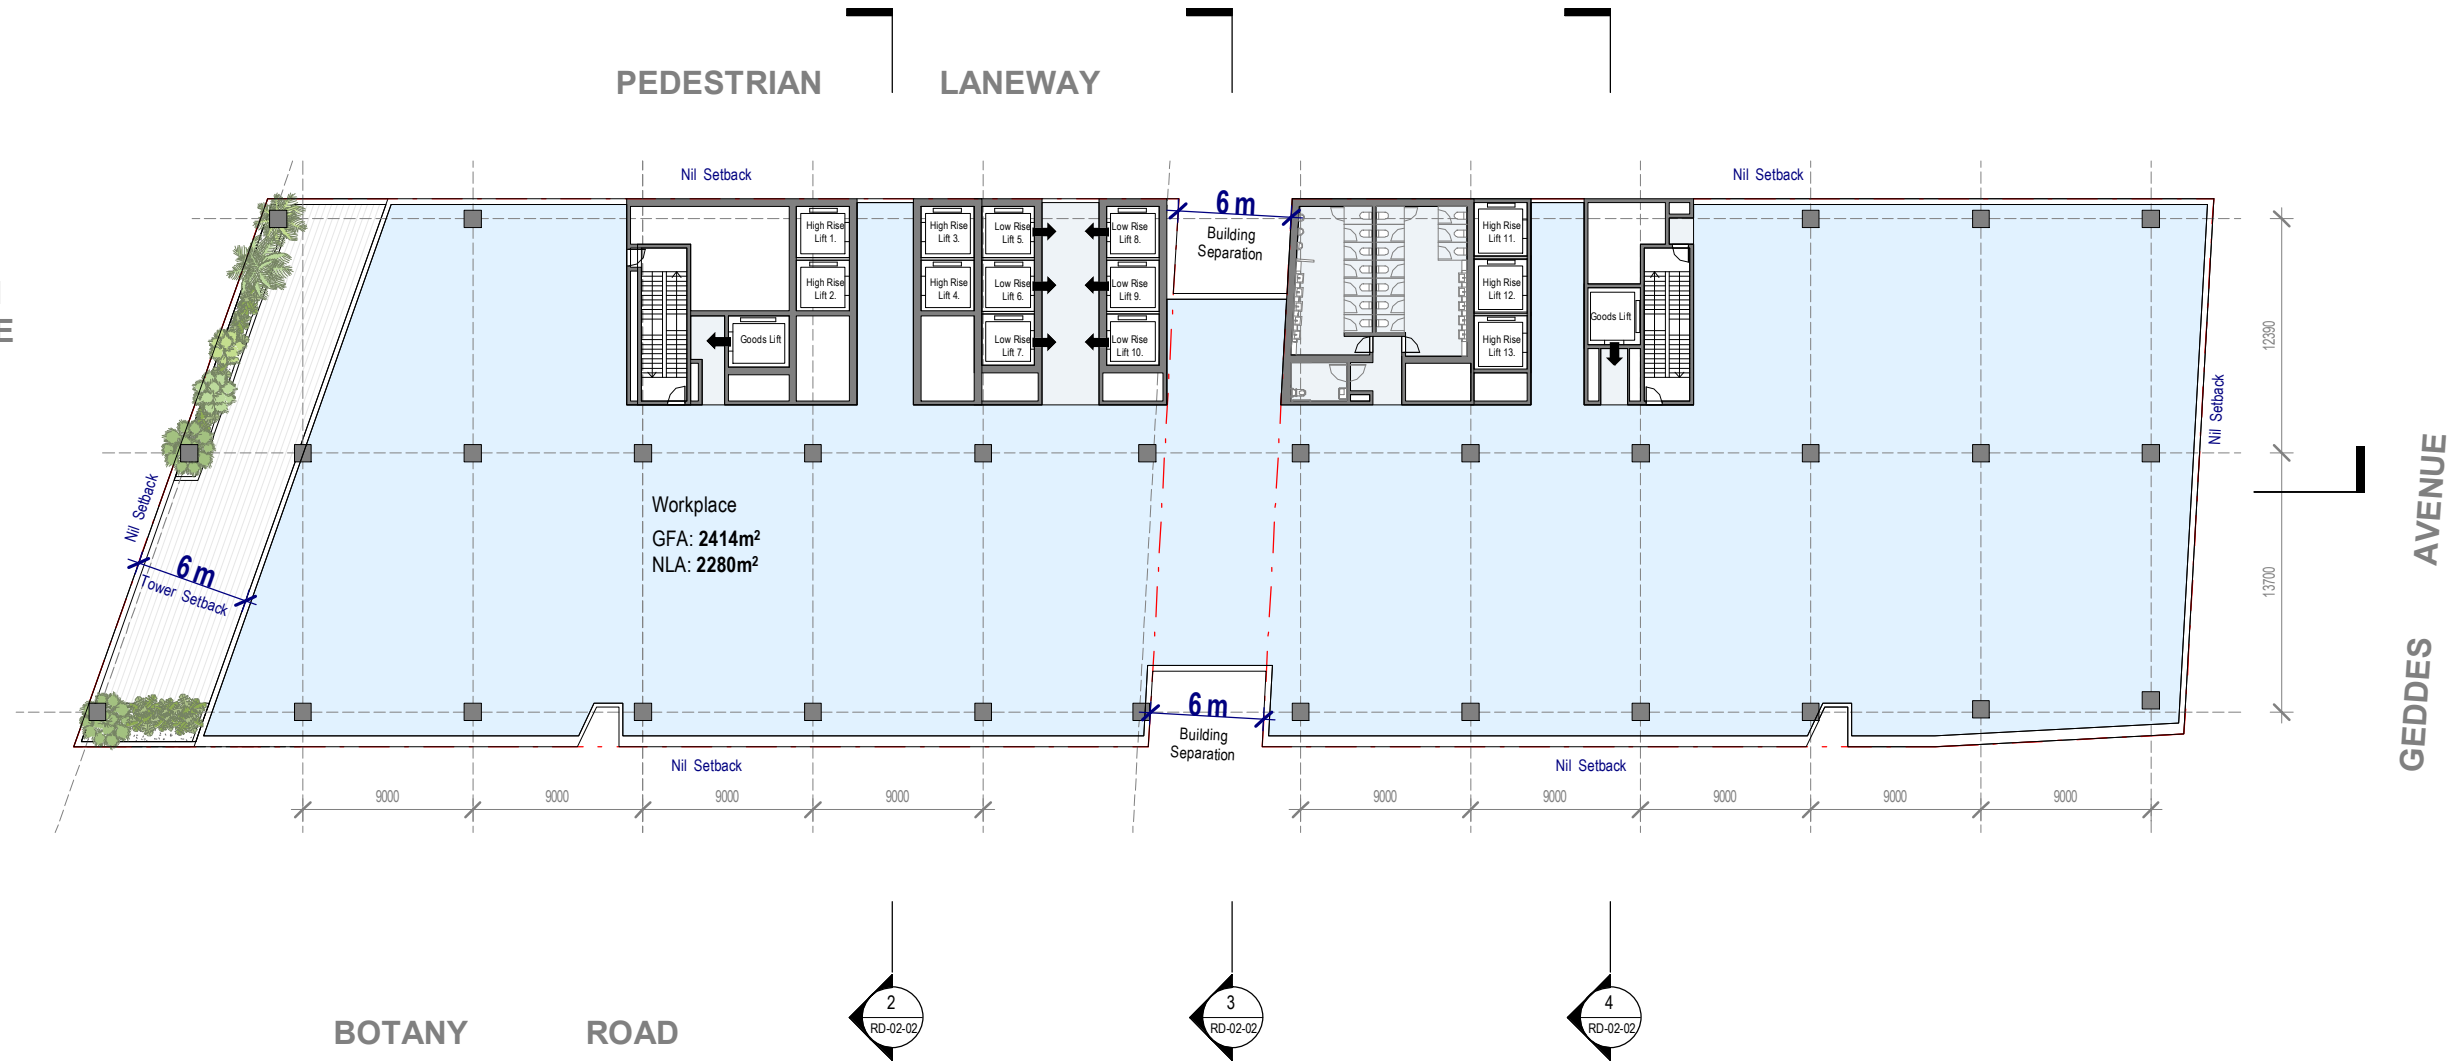 PEDESTRIAN LANEWAY
Nil Setback
Nil Setback
6 m
Building
Separation
High Rise
Lift 1.
High Rise
Lift 2.
Goods Lift
High Rise
Lift 3.
High Rise
Lift 4.
Low Rise
Lift 5.
Low Rise
Lift 6.
Low Rise
Lift 7.
Low Rise
Lift 8.
Low Rise
Lift 9.
Low Rise
Lift 10.
High Rise
Lift 11.
High Rise
Lift 12.
High Rise
Lift 13.
Goods Lift
E
12390
Nil Setback
Nil Setback
6 m
Tower Setback
Workplace
GFA: 2414m²
NLA: 2280m²
13700
GEDDES AVENUE
6 m
Building
Separation
Nil Setback
Nil Setback
9000
9000
9000
9000
9000
9000
9000
9000
9000
2
RD-02-02
3
RD-02-02
4
RD-02-02
BOTANY ROAD